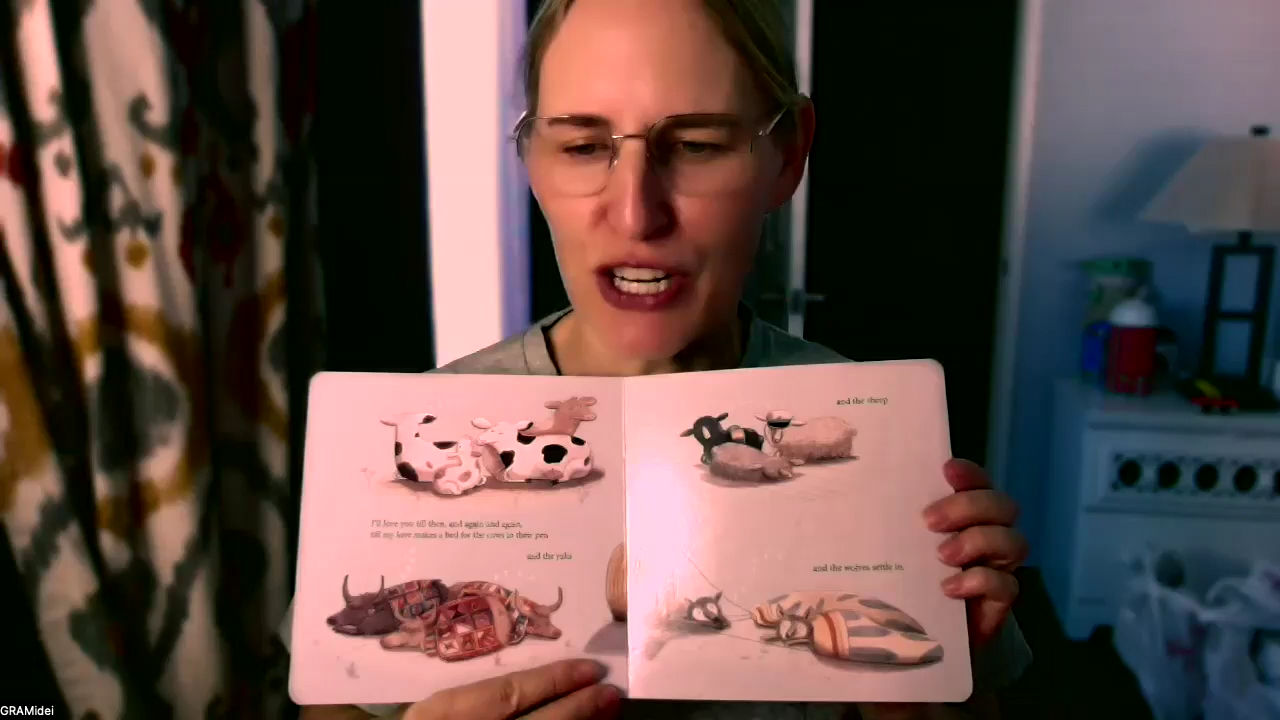 I'll love you till then, and again and again,
till my love makes a bed for the cows in their pen
and the yaks
and the sheep
and the wolves settle in.
GRAMidei